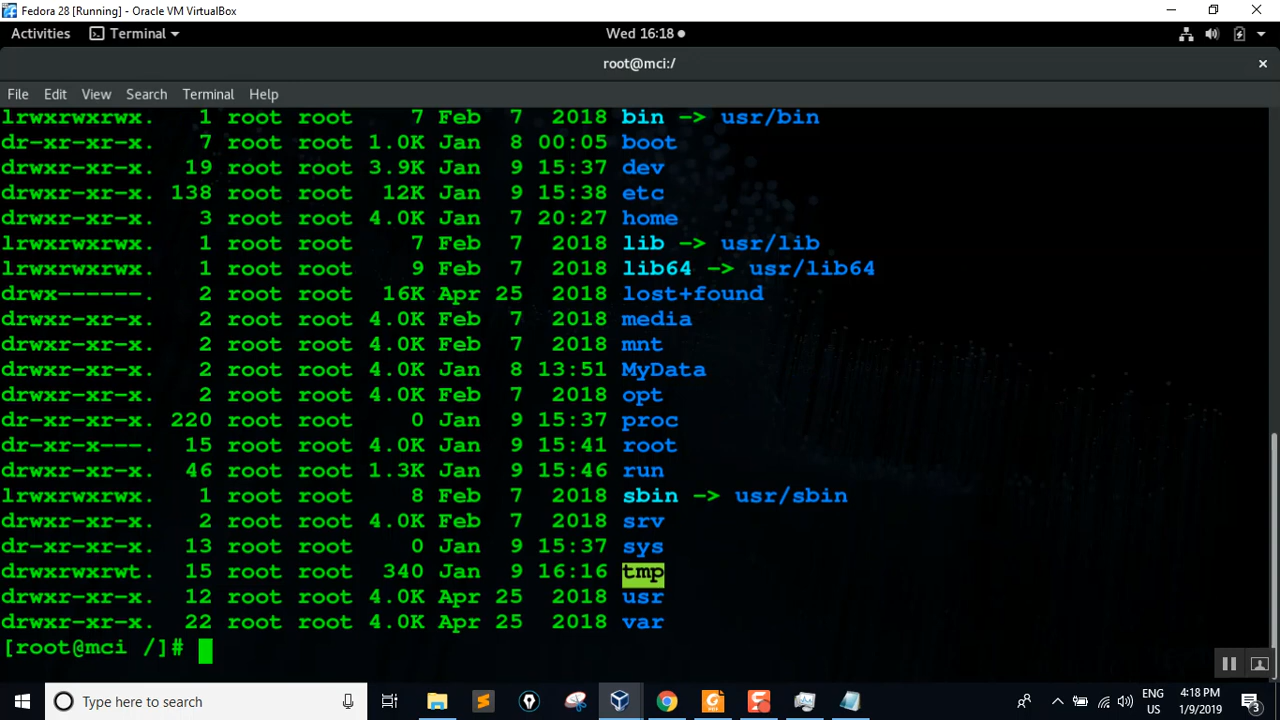 Fedora 28 [Running] - Oracle VM VirtualBox
Activities Terminal Wed 16:18
root@mci:/
File Edit View Search Terminal Help
lrwxrwxrwx. 1 root root 7 Feb 7 2018 bin -> usr/bin
dr-xr-xr-x. 7 root root 1.0K Jan 8 00:05 boot
drwxr-xr-x. 19 root root 3.9K Jan 9 15:37 dev
drwxr-xr-x. 138 root root 12K Jan 9 15:38 etc
drwxr-xr-x. 3 root root 4.0K Jan 7 20:27 home
lrwxrwxrwx. 1 root root 7 Feb 7 2018 lib -> usr/lib
lrwxrwxrwx. 1 root root 9 Feb 7 2018 lib64 -> usr/lib64
drwx------. 2 root root 16K Apr 25 2018 lost+found
drwxr-xr-x. 2 root root 4.0K Feb 7 2018 media
drwxr-xr-x. 2 root root 4.0K Feb 7 2018 mnt
drwxr-xr-x. 2 root root 4.0K Jan 8 13:51 MyData
drwxr-xr-x. 2 root root 4.0K Feb 7 2018 opt
dr-xr-xr-x. 220 root root 0 Jan 9 15:37 proc
dr-xr-x---. 15 root root 4.0K Jan 9 15:41 root
drwxr-xr-x. 46 root root 1.3K Jan 9 15:46 run
lrwxrwxrwx. 1 root root 8 Feb 7 2018 sbin -> usr/sbin
drwxr-xr-x. 2 root root 4.0K Feb 7 2018 srv
dr-xr-xr-x. 13 root root 0 Jan 9 15:37 sys
drwxrwxrwt. 15 root root 340 Jan 9 16:16 tmp
drwxr-xr-x. 12 root root 4.0K Apr 25 2018 usr
drwxr-xr-x. 22 root root 4.0K Apr 25 2018 var
[root@mci /]#
Type here to search
ENG
US
4:18 PM
1/9/2019
3